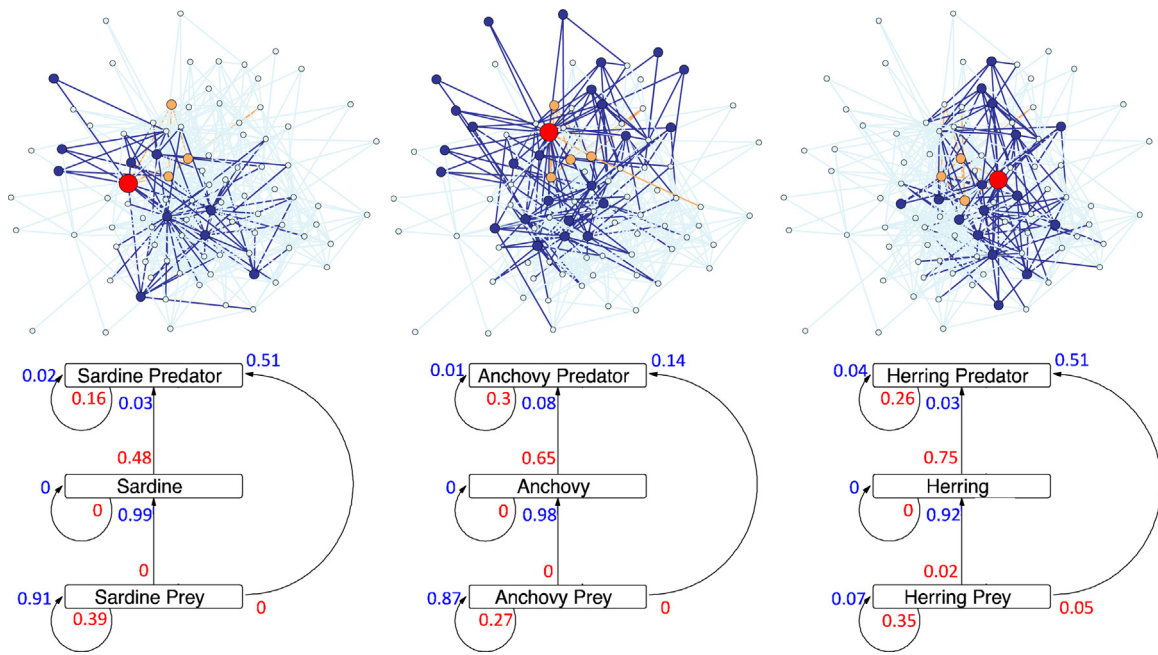 0.02 Sardine Predator 0.51
0.16 0.03
0.48
0 Sardine
0 0.99
0
0.91 Sardine Prey 0
0.39
0.01 Anchovy Predator 0.14
0.3 0.08
0.65
0 Anchovy
0 0.98
0
0.87 Anchovy Prey 0
0.27
0.04 Herring Predator 0.51
0.26 0.03
0.75
0 Herring
0 0.92
0.02
0.07 Herring Prey 0.05
0.35